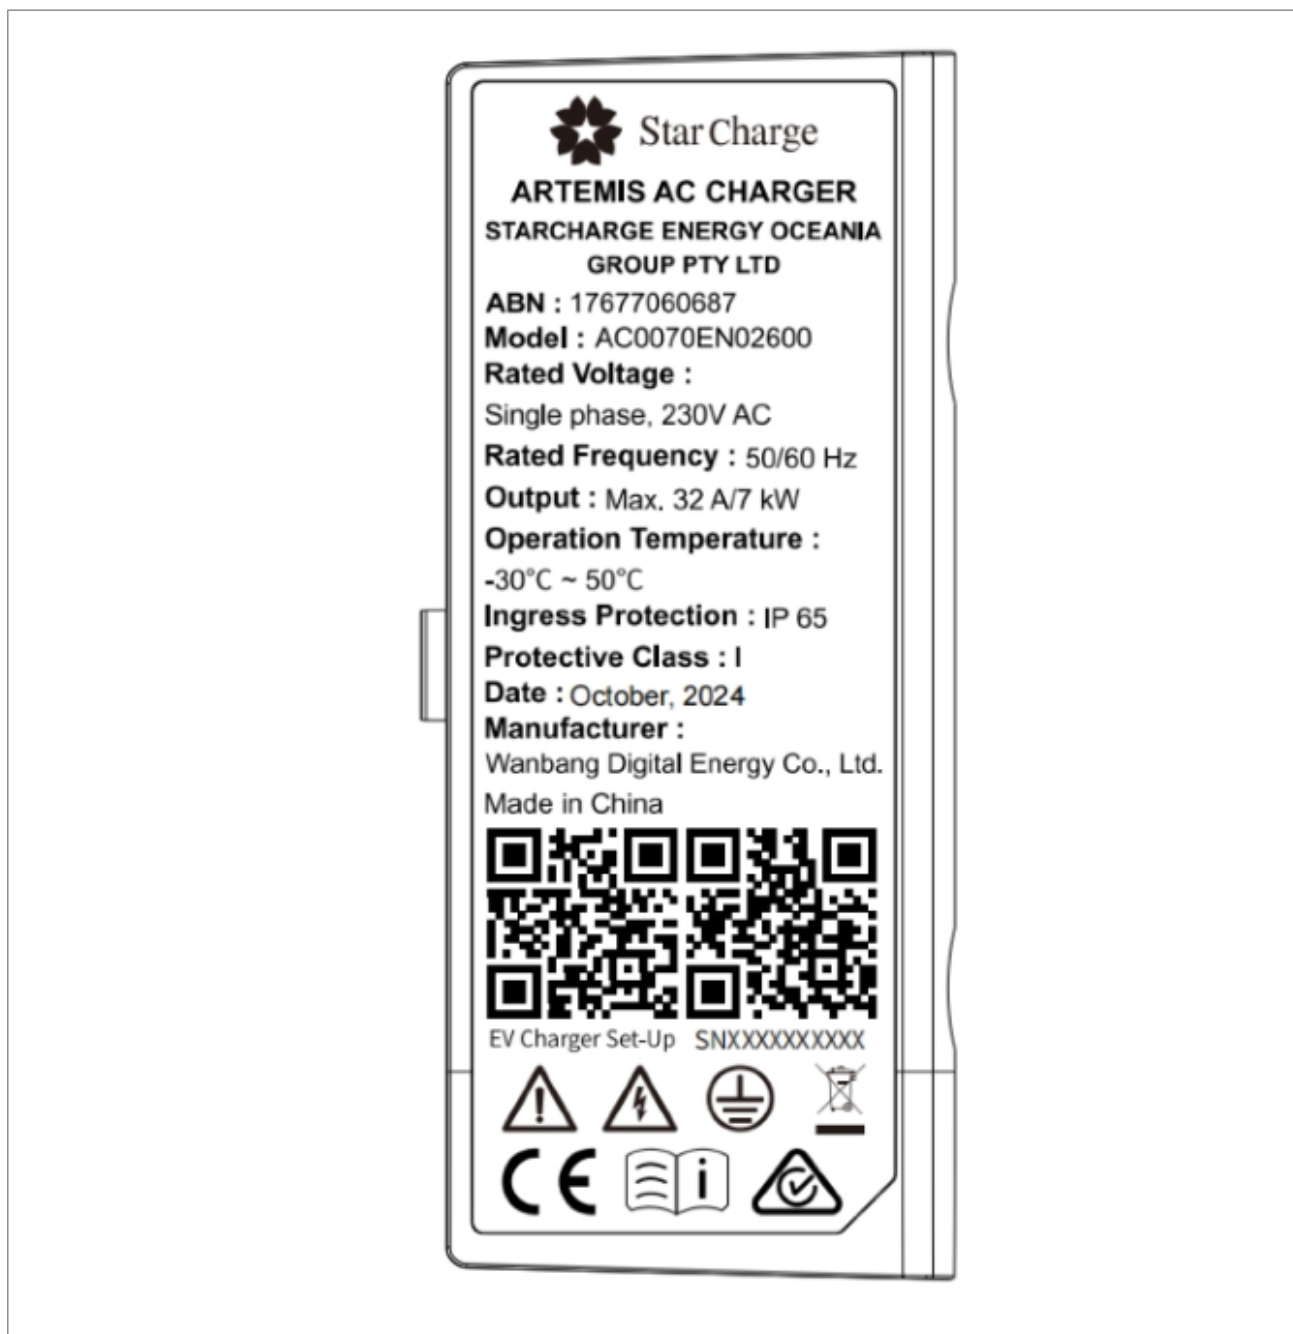 Star Charge
ARTEMIS AC CHARGER
STARCHARGE ENERGY OCEANIA
GROUP PTY LTD
ABN : 17677060687
Model : AC0070EN02600
Rated Voltage :
Single phase, 230V AC
Rated Frequency : 50/60 Hz
Output : Max. 32 A/7 kW
Operation Temperature :
-30°C ~ 50°C
Ingress Protection : IP 65
Protective Class : I
Date : October, 2024
Manufacturer :
Wanbang Digital Energy Co., Ltd.
Made in China
EV Charger Set-Up SNXXXXXXXXXX
CE i